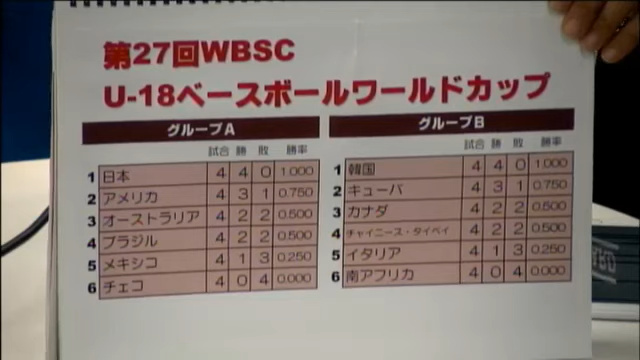 第27回WBSC
U-18ベースボールワールドカップ
グループA
試合 勝 敗 勝率
1 日本 4 4 0 1.000
2 アメリカ 4 3 1 0.750
3 オーストラリア 4 2 2 0.500
4 ブラジル 4 2 2 0.500
5 メキシコ 4 1 3 0.250
6 チェコ 4 0 4 0.000
グループB
試合 勝 敗 勝率
1 韓国 4 4 0 1.000
2 キューバ 4 3 1 0.750
3 カナダ 4 2 2 0.500
4 チャイニーズ・タイペイ 4 2 2 0.500
5 イタリア 4 1 3 0.250
6 南アフリカ 4 0 4 0.000